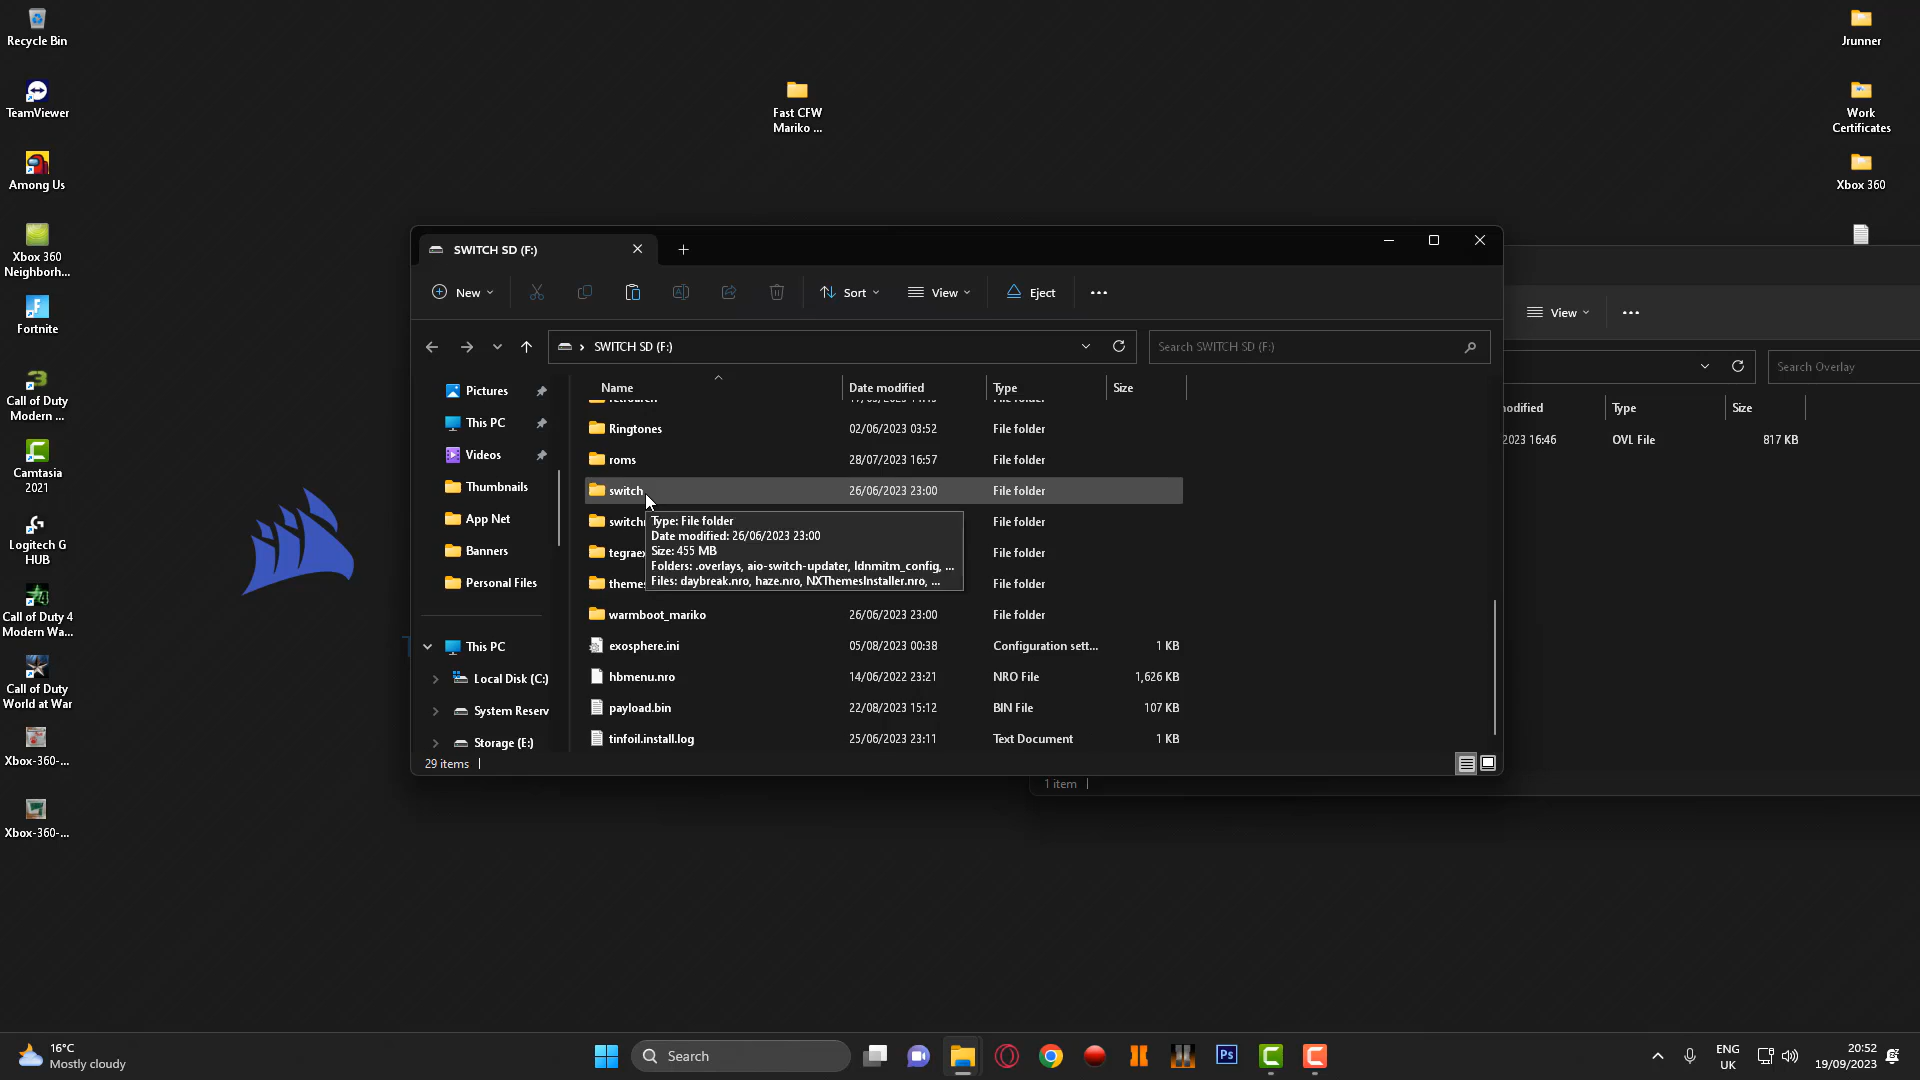 Recycle Bin
TeamViewer
Among Us
Xbox 360
Neighborh...
Fortnite
Call of Duty
Modern ...
Camtasia
2021
Logitech G
HUB
Call of Duty 4
Modern Wa...
Call of Duty
World at War
Xbox-360-...
Xbox-360-...
Fast CFW
Mariko ...
Jrunner
Work
Certificates
Xbox 360
SWITCH SD (F:)
New
Sort
View
Eject
SWITCH SD (F:)
Search SWITCH SD (F:)
Pictures
This PC
Videos
Thumbnails
App Net
Banners
Personal Files
This PC
Local Disk (C:)
System Reserv
Storage (E:)
Name Date modified Type Size
Ringtones 02/06/2023 03:52 File folder
roms 28/07/2023 16:57 File folder
switch 26/06/2023 23:00 File folder
File folder
File folder
File folder
Type: File folder
Date modified: 26/06/2023 23:00
Size: 455 MB
Folders: .overlays, aio-switch-updater, ldnmitm_config, ...
Files: daybreak.nro, haze.nro, NXThemesInstaller.nro, ...
warmboot_mariko 26/06/2023 23:00 File folder
exosphere.ini 05/08/2023 00:38 Configuration sett... 1 KB
hbmenu.nro 14/06/2022 23:21 NRO File 1,626 KB
payload.bin 22/08/2023 15:12 BIN File 107 KB
tinfoil.install.log 25/06/2023 23:11 Text Document 1 KB
29 items
View
Search Overlay
odified Type Size
2023 16:46 OVL File 817 KB
1 item
16°C
Mostly cloudy
Search
Ps
ENG
UK
20:52
19/09/2023